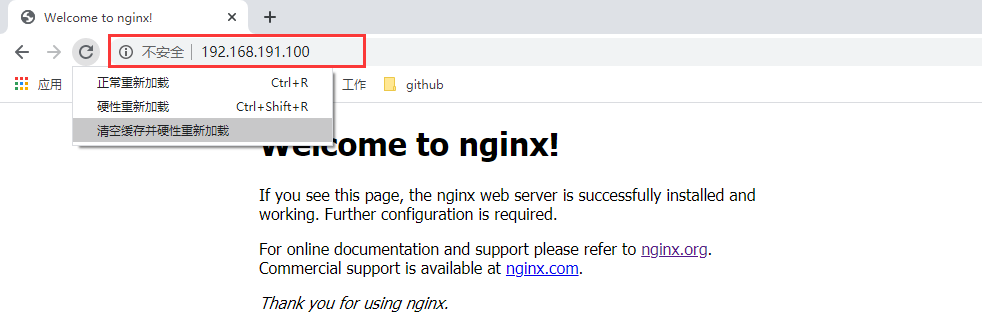 Welcome to nginx!
不安全 192.168.191.100
应用
工作
github
正常重新加载 Ctrl+R
硬性重新加载 Ctrl+Shift+R
清空缓存并硬性重新加载
Welcome to nginx!
If you see this page, the nginx web server is successfully installed and
working. Further configuration is required.
For online documentation and support please refer to nginx.org.
Commercial support is available at nginx.com.
Thank you for using nginx.